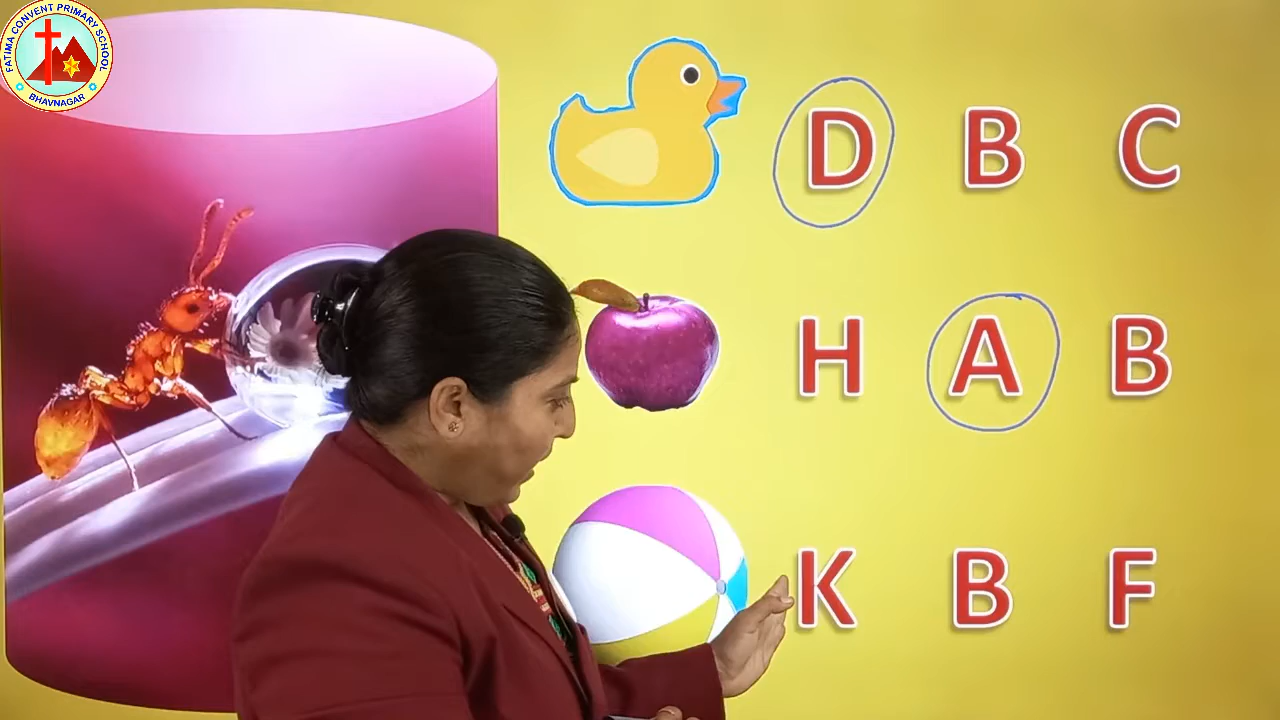 FATIMA CONVENT PRIMARY SCHOOL
BHAVNAGAR
D B C
H A B
K B F